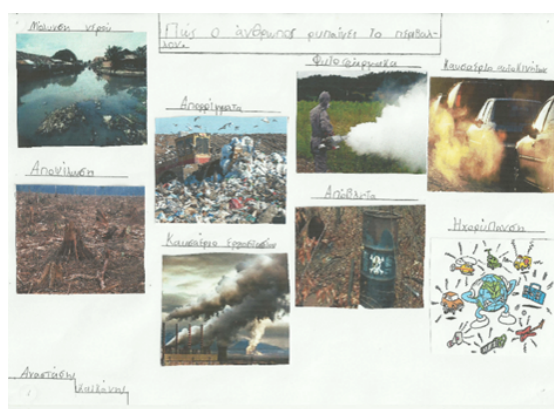 Μόλυνση νερού
Πώς ο άνθρωπος ρυπαίνει το περιβάλ-
λον.
Φυτοφάρμακα
Καυσαέρια αυτοκινήτων
Απορρίμματα
Αποψίλωση
Απόβλητα
Ηχορύπανση
Καυσαέρια εργοστασίων
Αναστάσης